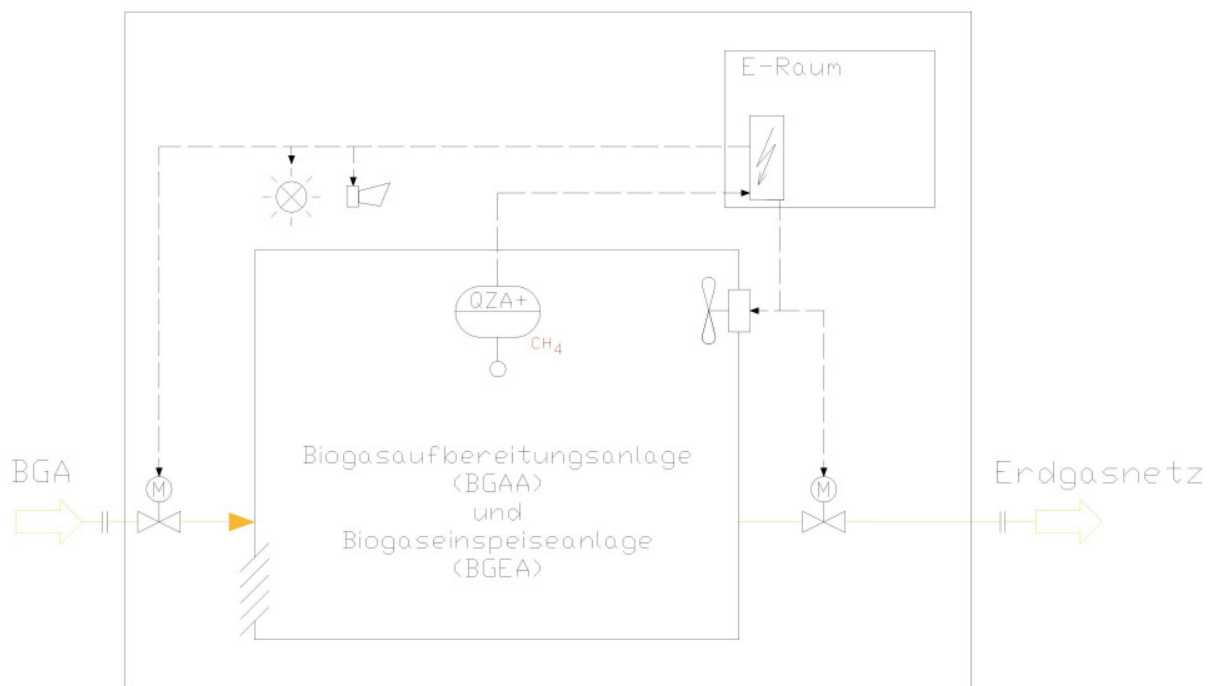 E-Raum
QZA+
CH4
Biogasaufbereitungsanlage
(BGAA)
und
Biogaseinspeiseanlage
(BGEA)
BGA
M
M
Erdgasnetz